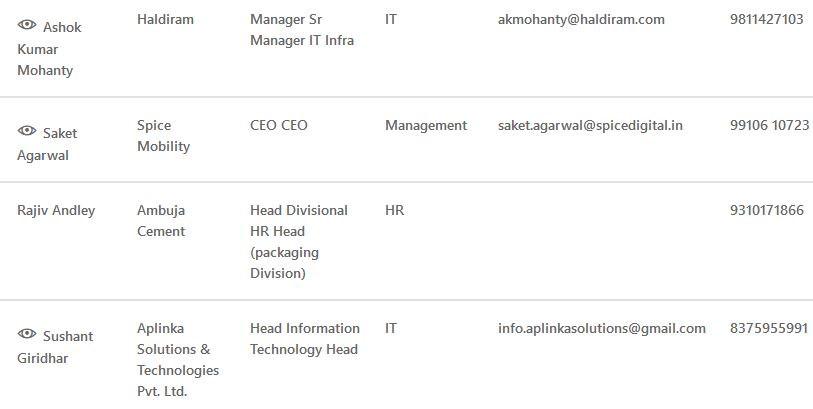 Ashok Kumar Mohanty Haldiram Manager Sr Manager IT Infra IT akmohanty@haldiram.com 9811427103
Saket Agarwal Spice Mobility CEO CEO Management saket.agarwal@spicedigital.in 99106 10723
Rajiv Andley Ambuja Cement Head Divisional HR Head (packaging Division) HR 9310171866
Sushant Giridhar Aplinka Solutions & Technologies Pvt. Ltd. Head Information Technology Head IT info.aplinkasolutions@gmail.com 8375955991